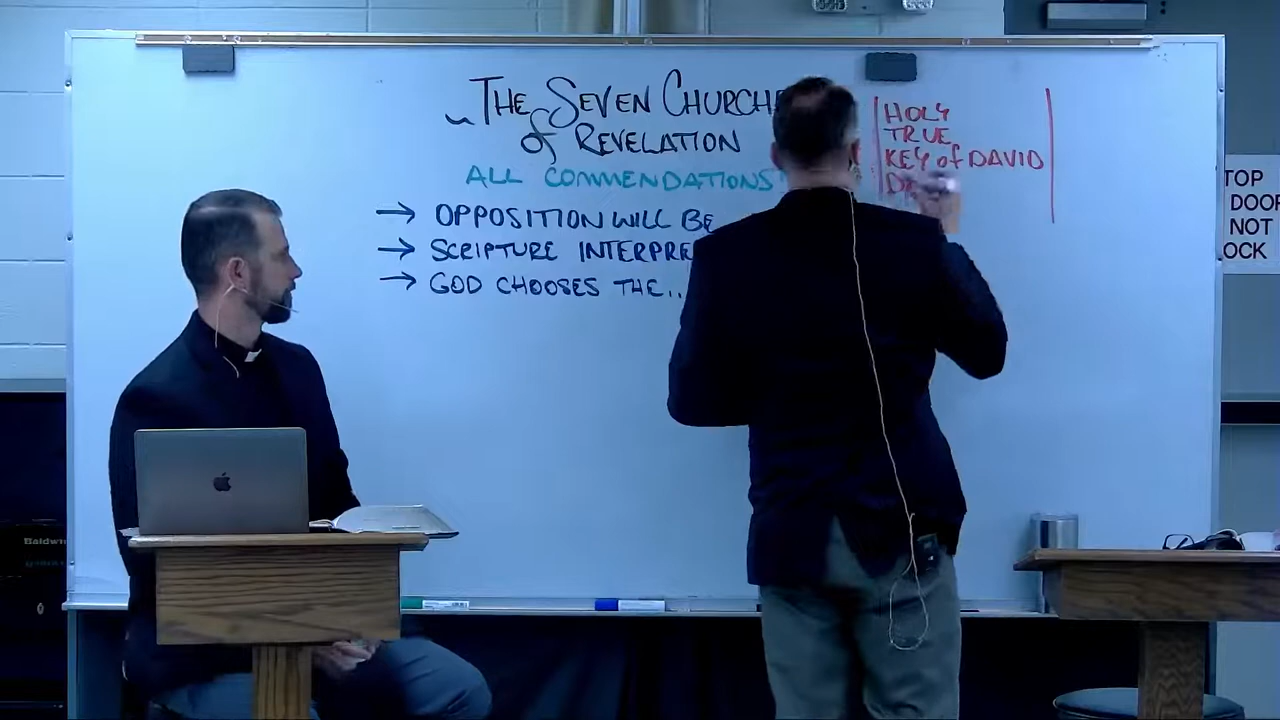 THE SEVEN CHURCHE
of REVELATION
ALL COMMENDATIONS
→ OPPOSITION WILL BE
→ SCRIPTURE INTERPRE
→ GOD CHOOSES THE...
HOLY
TRUE
KEY of DAVID
TOP
DOOR
NOT
OCK
Baldwin